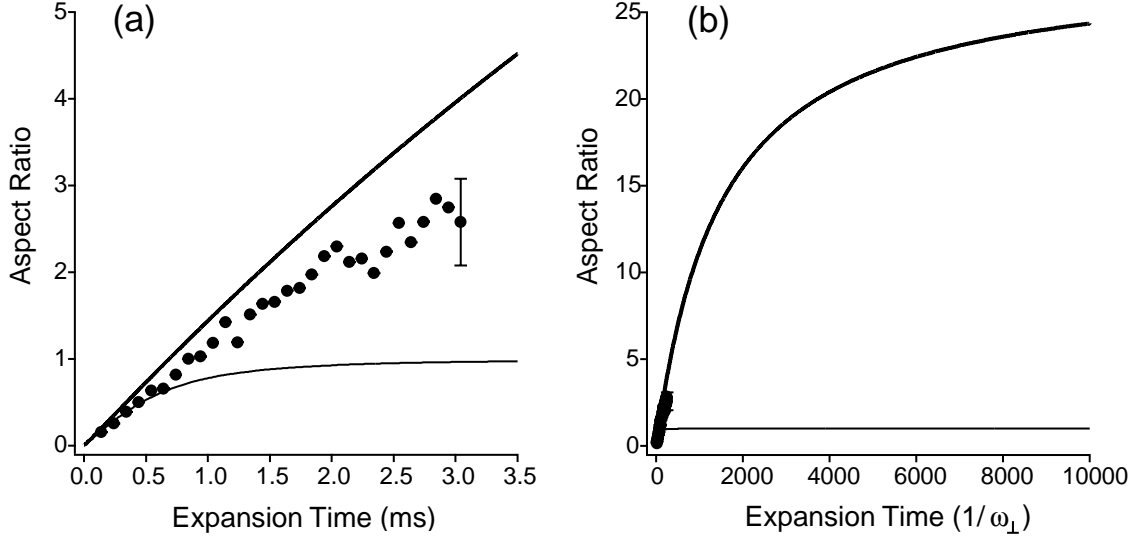 (a)
5
4
3
2
1
0
Aspect Ratio
0.0 0.5 1.0 1.5 2.0 2.5 3.0 3.5
Expansion Time (ms)
(b)
25
20
15
10
5
0
Aspect Ratio
0 2000 4000 6000 8000 10000
Expansion Time (1/ω⊥)